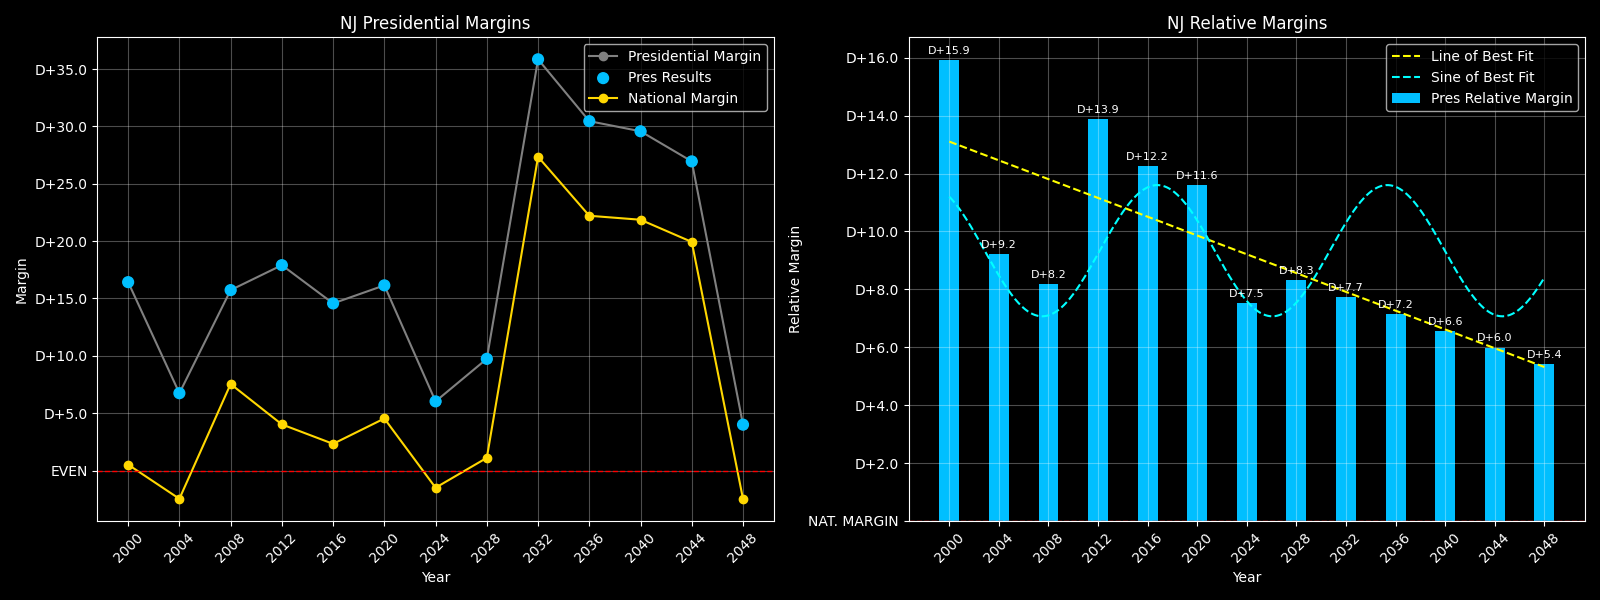 NJ Presidential Margins
Presidential Margin
Pres Results
National Margin
Margin
D+35.0
D+30.0
D+25.0
D+20.0
D+15.0
D+10.0
D+5.0
EVEN
2000 2004 2008 2012 2016 2020 2024 2028 2032 2036 2040 2044 2048
Year
NJ Relative Margins
Line of Best Fit
Sine of Best Fit
Pres Relative Margin
Relative Margin
D+16.0
D+14.0
D+12.0
D+10.0
D+8.0
D+6.0
D+4.0
D+2.0
NAT. MARGIN
D+15.9
D+9.2
D+8.2
D+13.9
D+12.2
D+11.6
D+7.5
D+8.3
D+7.7
D+7.2
D+6.6
D+6.0
D+5.4
2000 2004 2008 2012 2016 2020 2024 2028 2032 2036 2040 2044 2048
Year